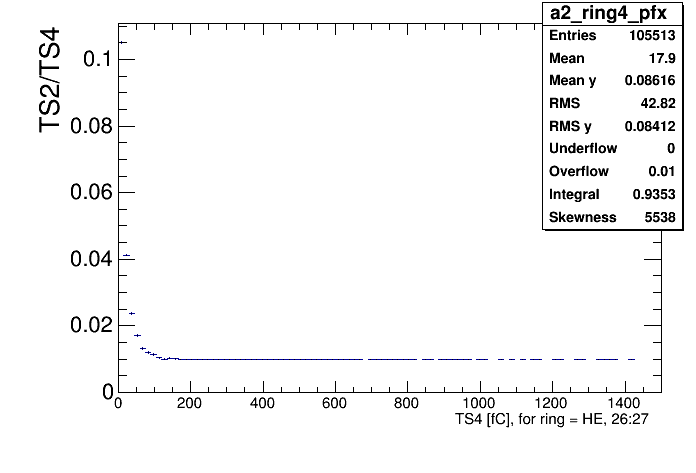 a2_ring4_pfx
Entries 105513
Mean 17.9
Mean y 0.08616
RMS 42.82
RMS y 0.08412
Underflow 0
Overflow 0.01
Integral 0.9353
Skewness 5538
TS2/TS4
0.1
0.08
0.06
0.04
0.02
0
0 200 400 600 800 1000 1200 1400
TS4 [fC], for ring = HE, 26:27